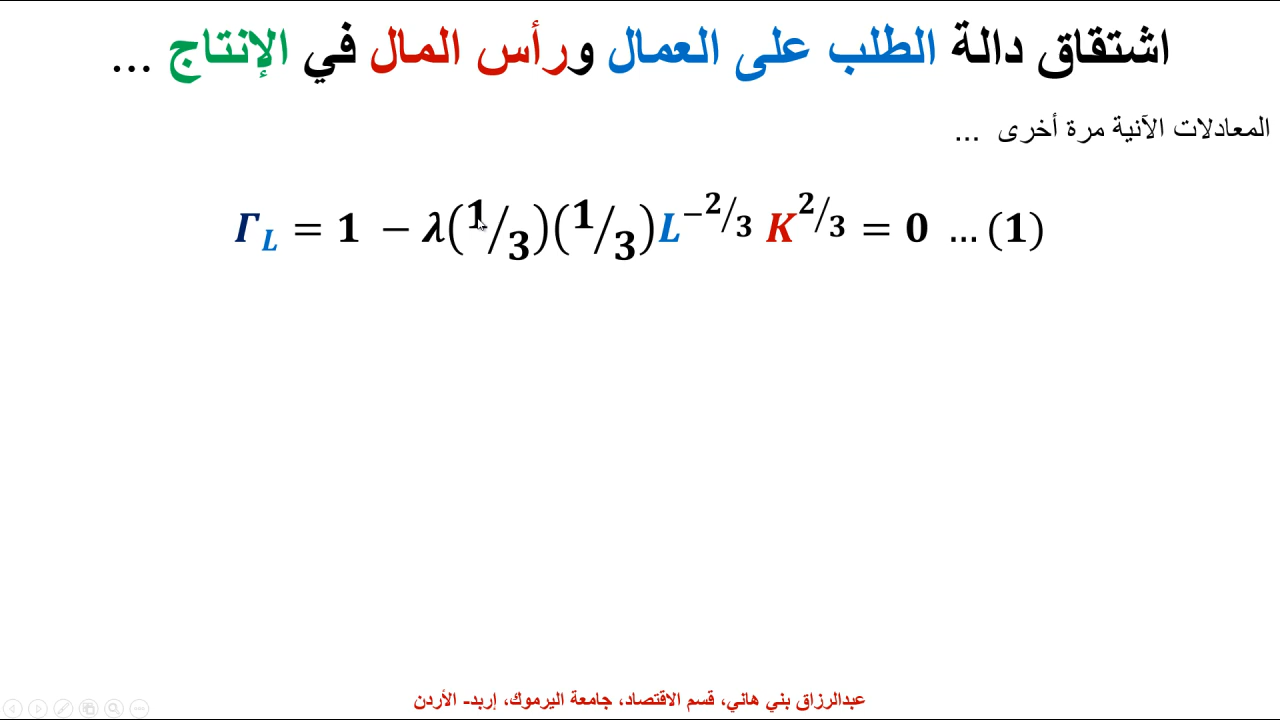 اشتقاق دالة الطلب على العمال ورأس المال في الإنتاج ...
المعادلات الآنية مرة أخرى ...
Γ_L = 1 − λ(1/3)(1/3)L^{−2/3} K^{2/3} = 0 ... (1)
عبدالرزاق بني هاني، قسم الاقتصاد، جامعة اليرموك، إربد- الأردن